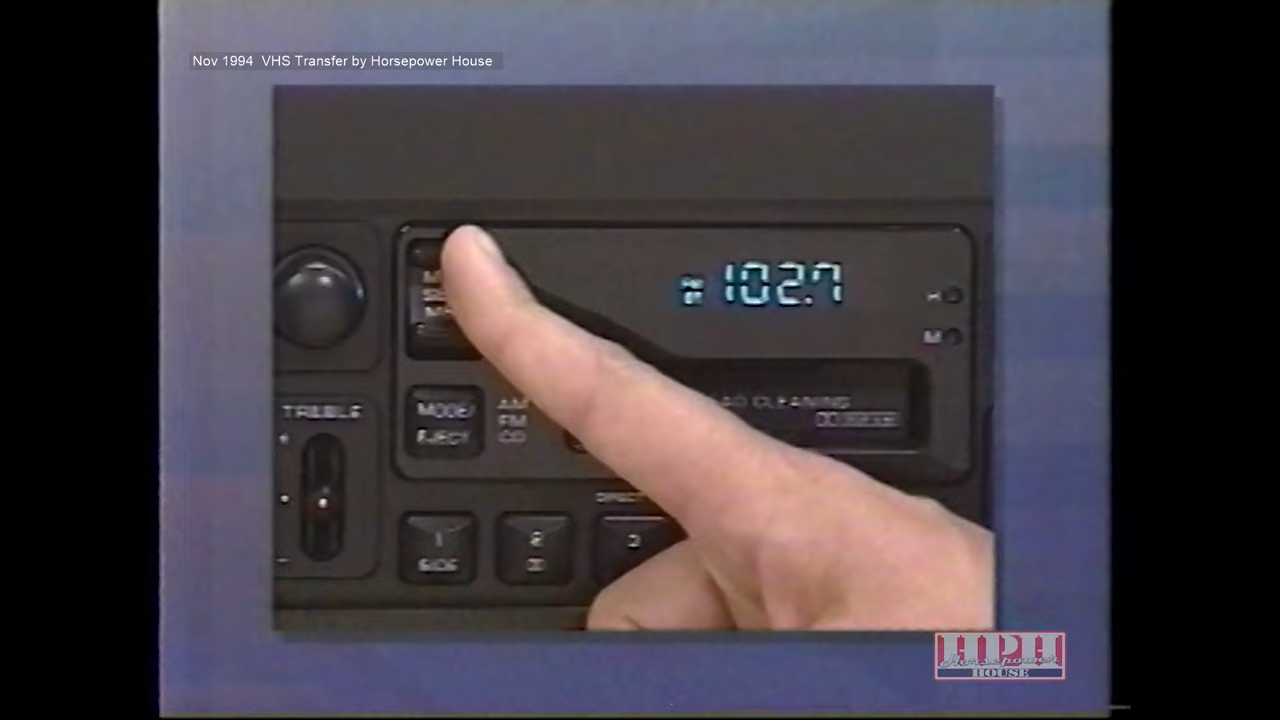 Nov 1994 VHS Transfer by Horsepower House
102.7
TREBLE
MODE/
EJECT
AM
FM
CD
CLEANING
M
1
SIDE
2
3
HPH
Horsepower
HOUSE